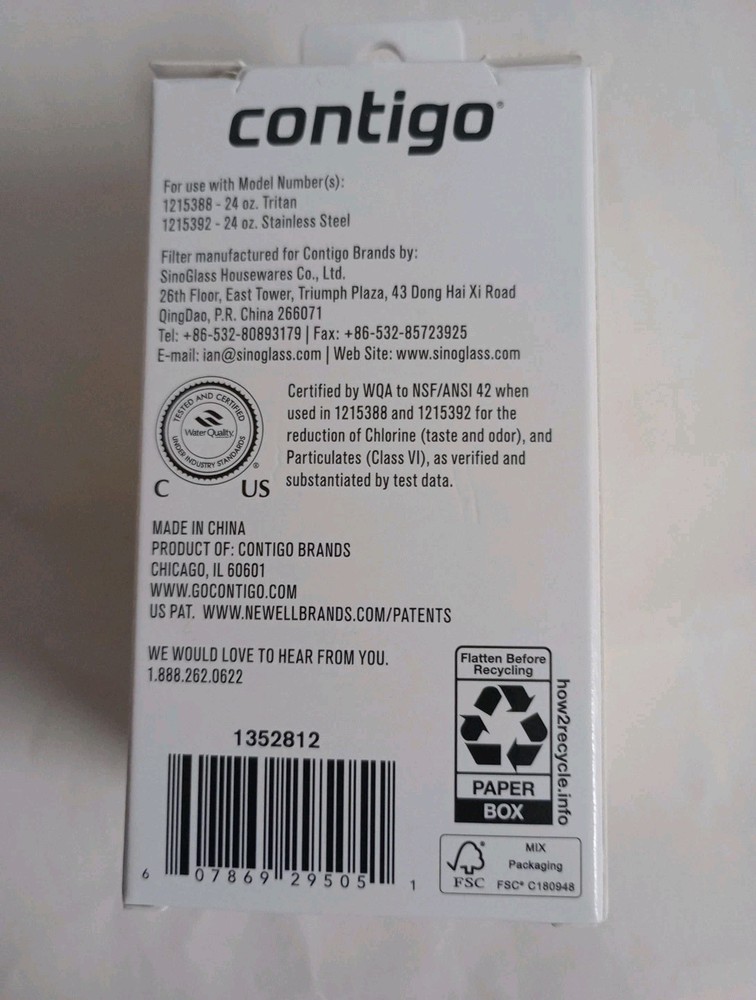 contigo®
For use with Model Number(s):
1215388 - 24 oz. Tritan
1215392 - 24 oz. Stainless Steel
Filter manufactured for Contigo Brands by:
SinoGlass Housewares Co., Ltd.
26th Floor, East Tower, Triumph Plaza, 43 Dong Hai Xi Road
QingDao, P.R. China 266071
Tel: +86-532-80893179 | Fax: +86-532-85723925
E-mail: ian@sinoglass.com | Web Site: www.sinoglass.com
TESTED AND CERTIFIED
Water Quality
UNDER INDUSTRY STANDARDS
®
C US
Certified by WQA to NSF/ANSI 42 when
used in 1215388 and 1215392 for the
reduction of Chlorine (taste and odor), and
Particulates (Class VI), as verified and
substantiated by test data.
MADE IN CHINA
PRODUCT OF: CONTIGO BRANDS
CHICAGO, IL 60601
WWW.GOCONTIGO.COM
US PAT. WWW.NEWELLBRANDS.COM/PATENTS
WE WOULD LOVE TO HEAR FROM YOU.
1.888.262.0622
Flatten Before
Recycling
PAPER
BOX
how2recycle.info
1352812
6 07869 29505 1
FSC
MIX
Packaging
FSC® C180948